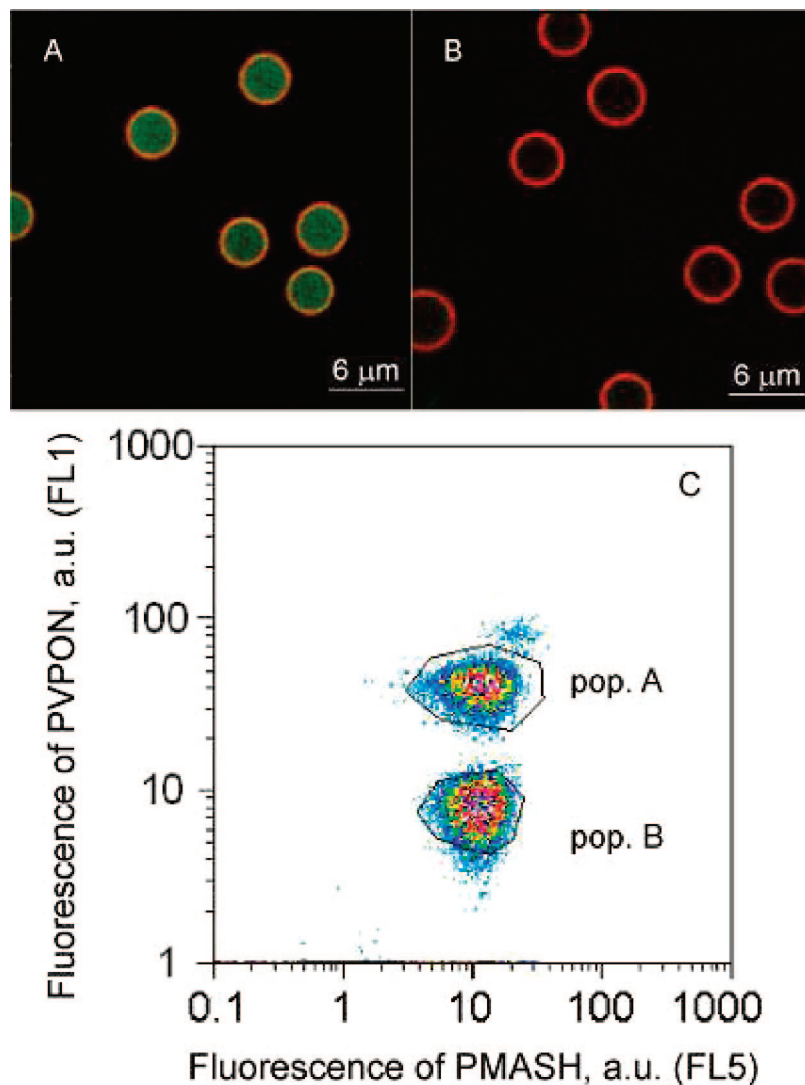 A
B
6 μm
6 μm
C
Fluorescence of PVPON, a.u. (FL1)
1000
100
10
1
pop. A
pop. B
0.1 1 10 100 1000
Fluorescence of PMASH, a.u. (FL5)